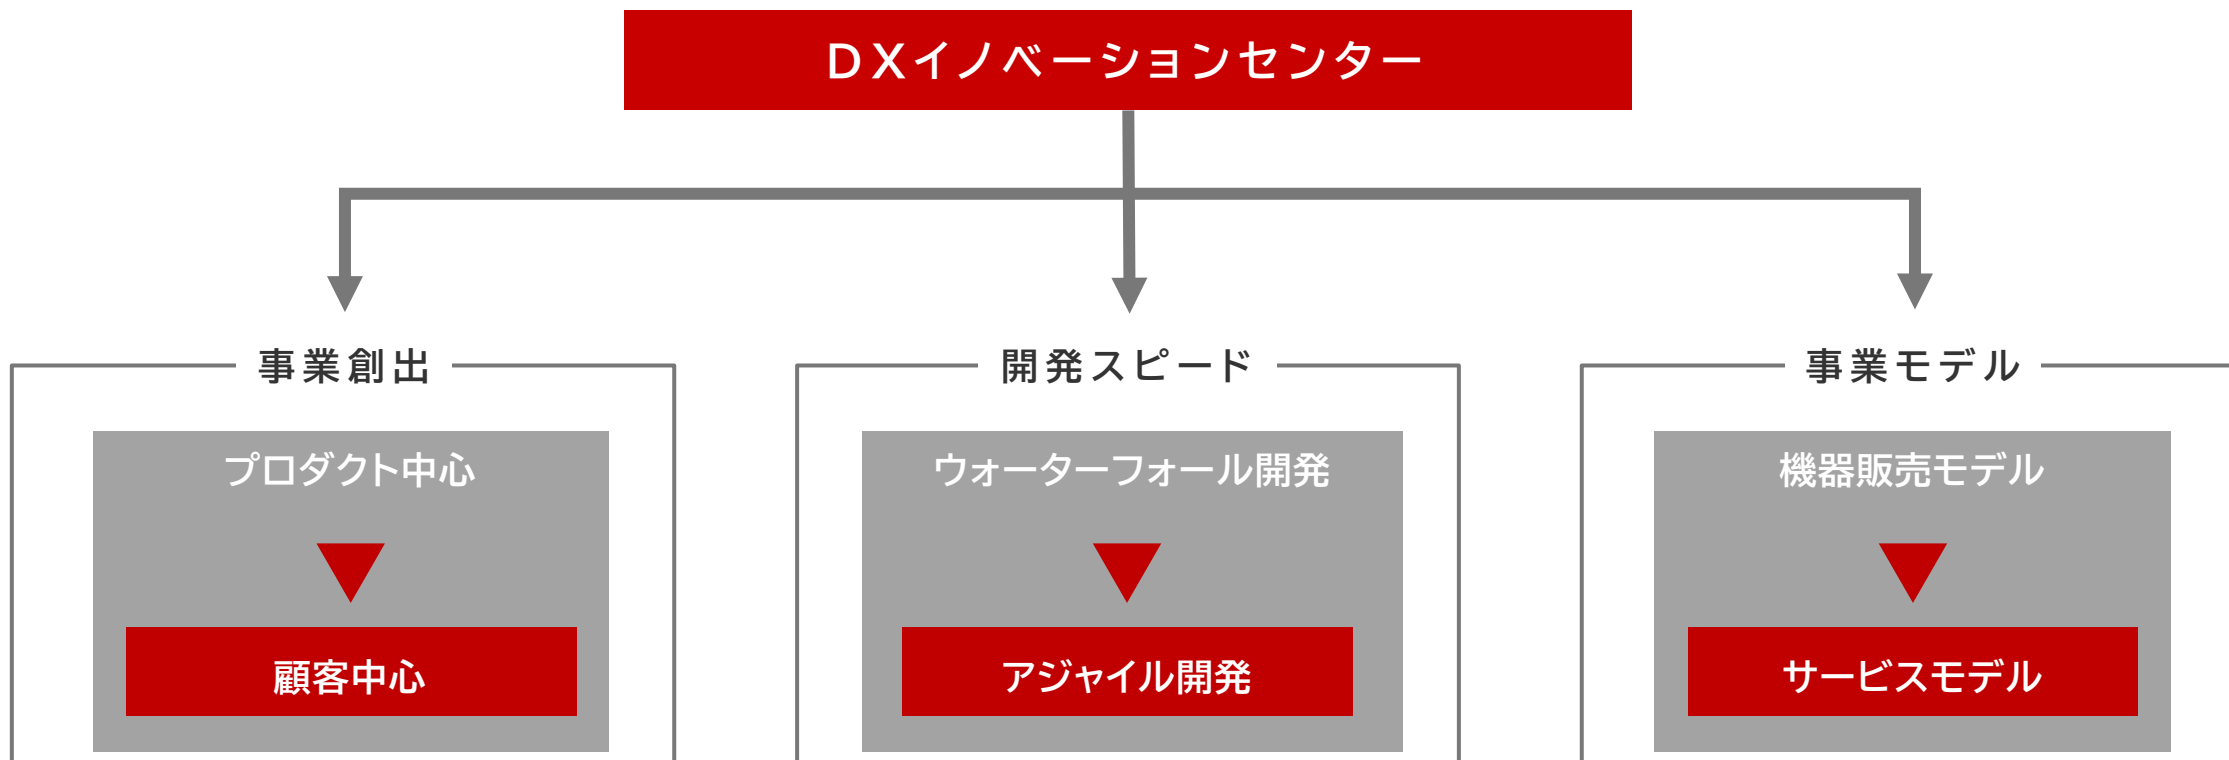 DXイノベーションセンター
事業創出
開発スピード
事業モデル
プロダクト中心
ウォーターフォール開発
機器販売モデル
顧客中心
アジャイル開発
サービスモデル